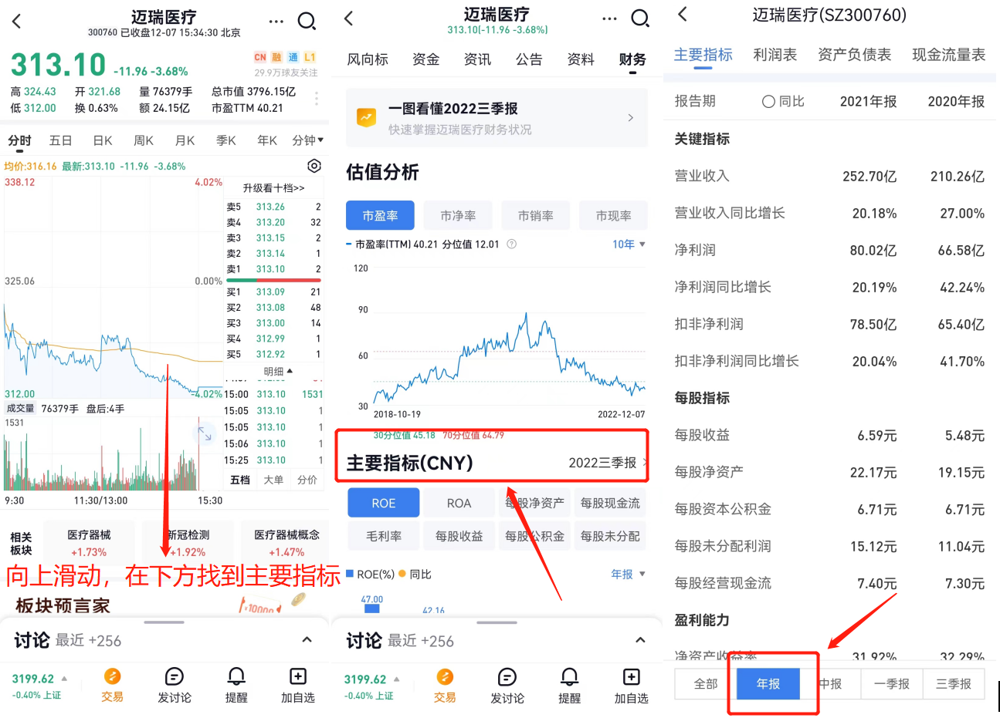 迈瑞医疗
300760 已收盘12-07 15:34:30 北京
313.10 -11.96 -3.68%
CN 融 通 L1
29.9万球友关注
高 324.43 开 321.68 量 76379手 总市值 3796.15亿
低 312.00 换 0.63% 额 24.15亿 市盈TTM 40.21
分时 五日 日K 周K 月K 季K 年K 分钟
均价:316.16 最新:313.10 -11.96 -3.68%
338.12 4.02%
325.06 0.00%
312.00 -4.02%
升级看十档>>
卖5 313.26 2
卖4 313.20 32
卖3 313.15 2
卖2 313.14 1
卖1 313.10 2
买1 313.09 21
买2 313.08 48
买3 313.00 14
买4 312.99 1
买5 312.92 1
明细
15:00 313.10 1531
15:05 313.10 1
15:05 313.10 1
15:06 313.10 1
15:25 313.10 1
五档 大单 分价
成交量 76379手 盘后:4手
1531
9:30 11:30/13:00 15:30
相关板块
医疗器械 新冠检测 医疗器械概念
+1.73% +1.92% +1.47%
向上滑动，在下方找到主要指标
板块预言家
¥10000
讨论 最近 +256
3199.62
-0.40% 上证
交易 发讨论 提醒 加自选
迈瑞医疗
313.10(-11.96 -3.68%)
风向标 资金 资讯 公告 资料 财务
一图看懂2022三季报
快速掌握迈瑞医疗财务状况
估值分析
市盈率 市净率 市销率 市现率
市盈率(TTM) 40.21 分位值 12.01 10年
120
90
60
30
2018-10-19 2022-12-07
30分位值 45.18 70分位值 64.79
主要指标(CNY) 2022三季报
ROE ROA 每股净资产 每股现金流
毛利率 每股收益 每股公积金 每股未分配
ROE(%) 同比 年报
47.00 42.16
讨论 最近 +256
3199.62
-0.40% 上证
交易 发讨论 提醒 加自选
迈瑞医疗(SZ300760)
主要指标 利润表 资产负债表 现金流量表
报告期 同比 2021年报 2020年报
关键指标
营业收入 252.70亿 210.26亿
营业收入同比增长 20.18% 27.00%
净利润 80.02亿 66.58亿
净利润同比增长 20.19% 42.24%
扣非净利润 78.50亿 65.40亿
扣非净利润同比增长 20.04% 41.70%
每股指标
每股收益 6.59元 5.48元
每股净资产 22.17元 19.15元
每股资本公积金 6.71元 6.71元
每股未分配利润 15.12元 11.04元
每股经营现金流 7.40元 7.30元
盈利能力
净资产收益率 31.92% 32.29%
全部 年报 中报 一季报 三季报